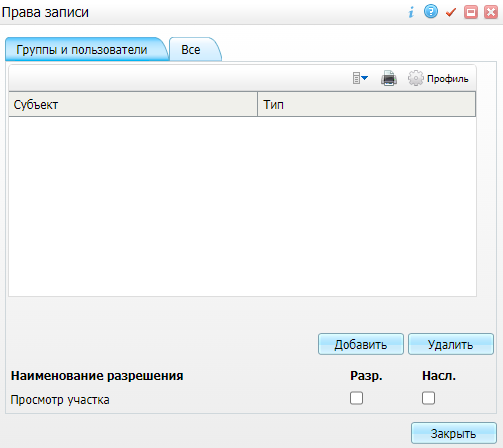 Права записи
Группы и пользователи Все
Профиль
Субъект Тип
Добавить Удалить
Наименование разрешения Разр. Насл.
Просмотр участка
Закрыть